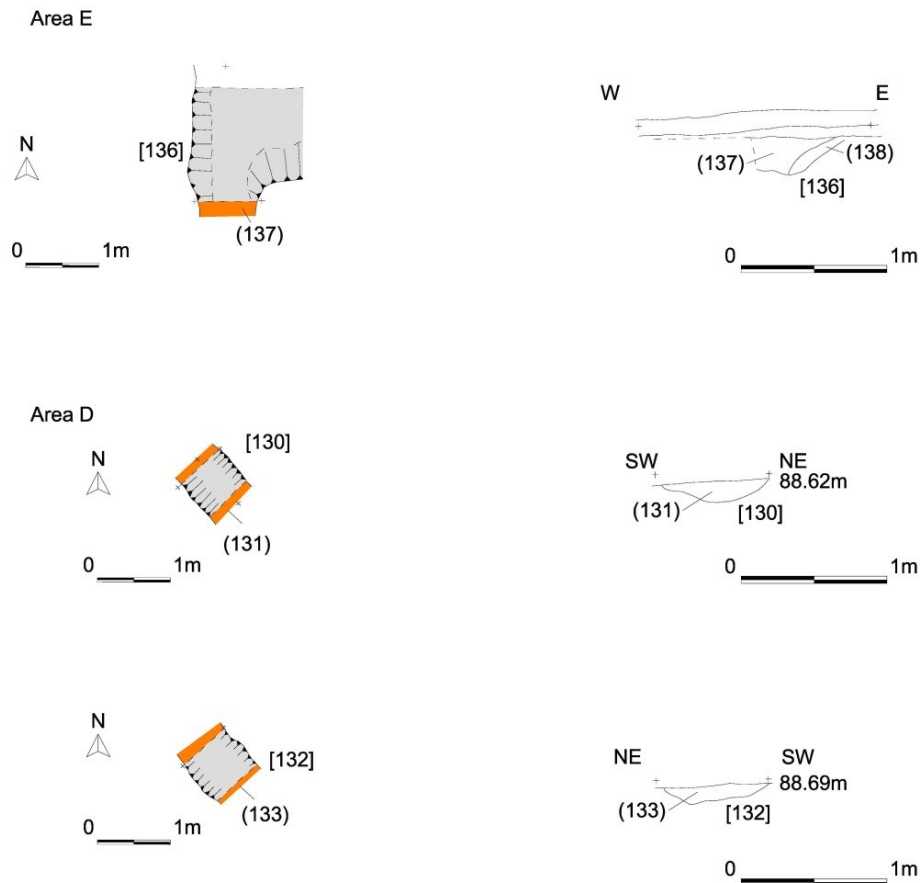 Area E
N
[136]
(137)
0 1m
W E
(137) (138)
[136]
0 1m
Area D
N
[130]
(131)
0 1m
SW NE
88.62m
(131) [130]
0 1m
N
[132]
(133)
0 1m
NE SW
88.69m
(133) [132]
0 1m